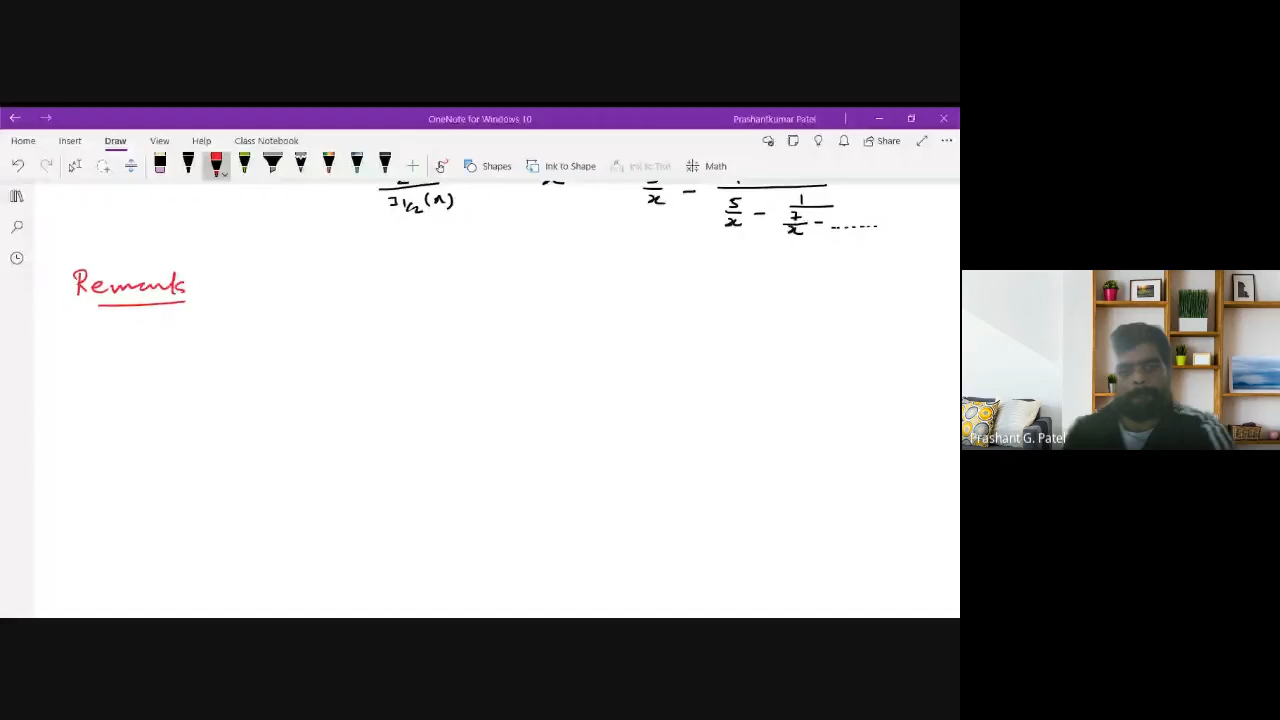 OneNote for Windows 10
Prashantkumar Patel
Home Insert Draw View Help Class Notebook
Share
Shapes Ink to Shape Ink to Text Math
J1/2(x) x x - 5/x - 1/(7/x - ........)
Remarks
Prashant G. Patel